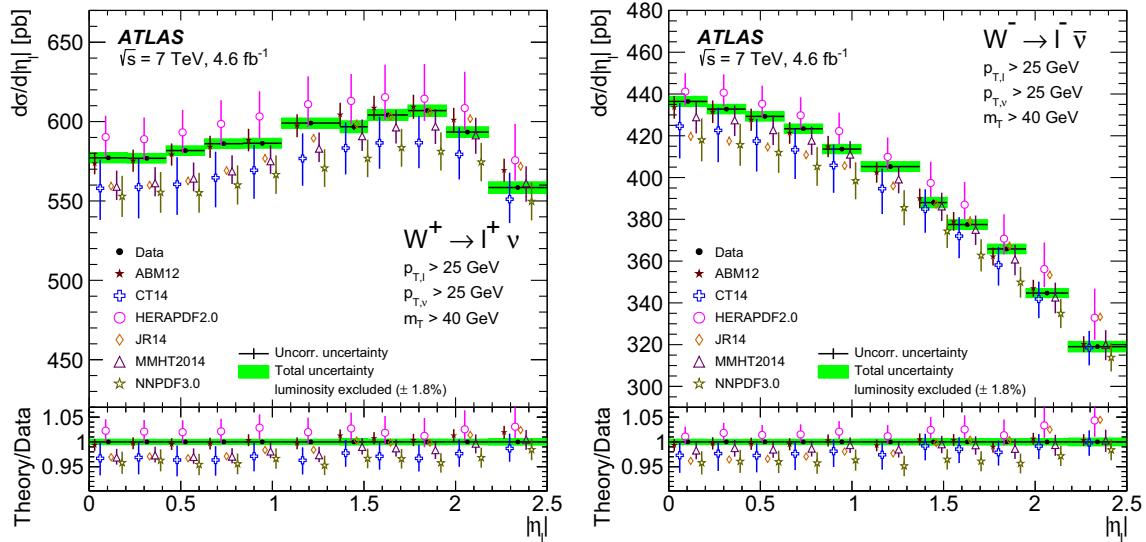 dσ/d|η_l| [pb]
650
600
550
500
450
ATLAS
√s = 7 TeV, 4.6 fb⁻¹
W⁺ → l⁺ ν
p_T,l > 25 GeV
p_T,ν > 25 GeV
m_T > 40 GeV
Data
ABM12
CT14
HERAPDF2.0
JR14
MMHT2014
NNPDF3.0
Uncorr. uncertainty
Total uncertainty
luminosity excluded (± 1.8%)
Theory/Data
1.05
1
0.95
0 0.5 1 1.5 2 2.5
|η_l|
dσ/d|η_l| [pb]
480
460
440
420
400
380
360
340
320
300
ATLAS
√s = 7 TeV, 4.6 fb⁻¹
W⁻ → l⁻ ν̄
p_T,l > 25 GeV
p_T,ν > 25 GeV
m_T > 40 GeV
Data
ABM12
CT14
HERAPDF2.0
JR14
MMHT2014
NNPDF3.0
Uncorr. uncertainty
Total uncertainty
luminosity excluded (± 1.8%)
Theory/Data
1.05
1
0.95
0 0.5 1 1.5 2 2.5
|η_l|